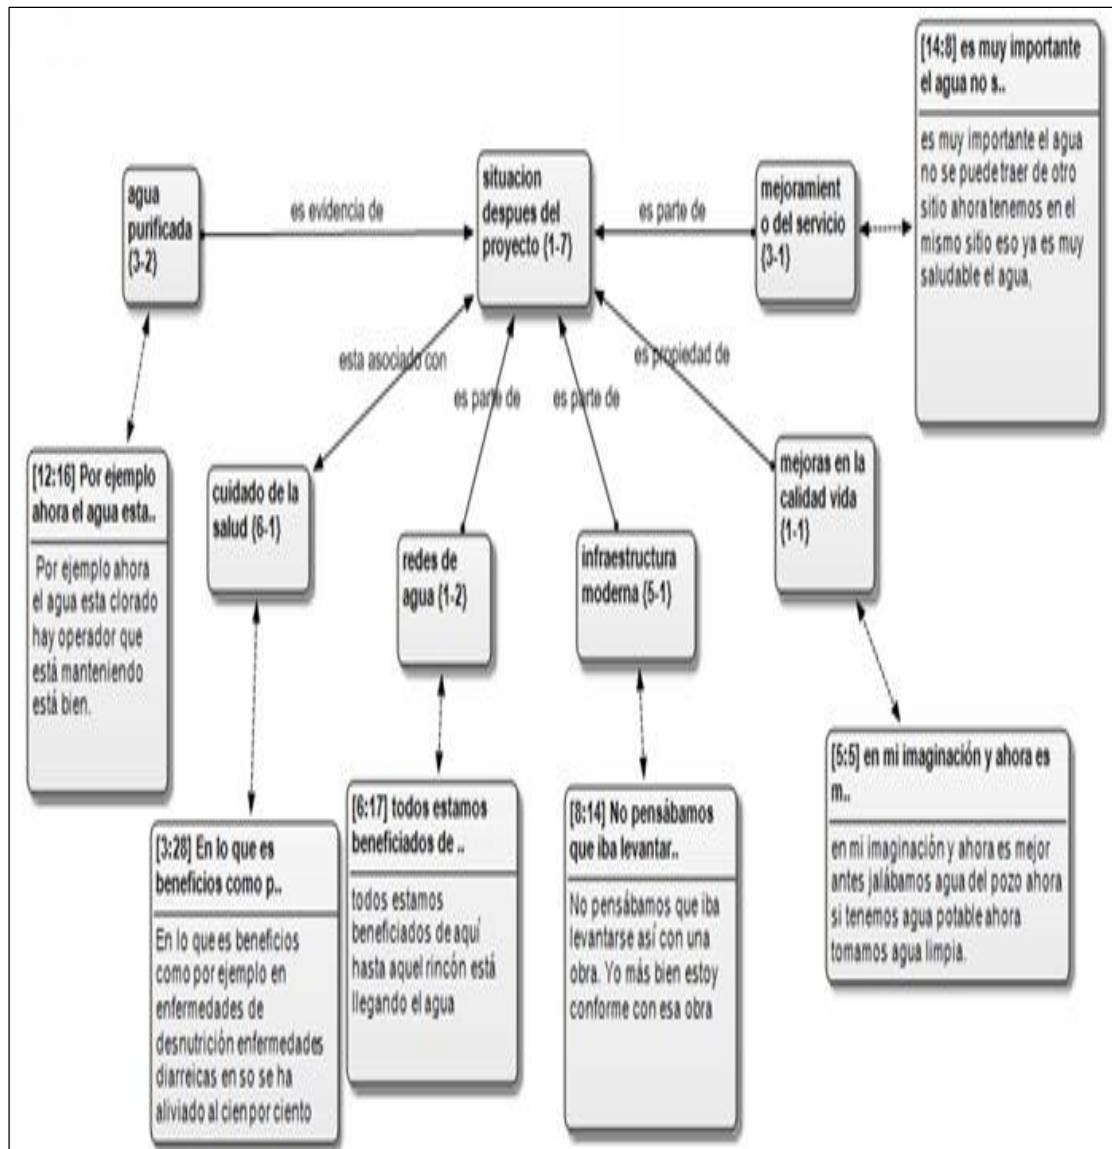 [14:8] es muy importante
el agua no s..
es muy importante el agua
no se puede traer de otro
sitio ahora tenemos en el
mismo sitio eso ya es muy
saludable el agua,
agua
purificada
{3-2}
es evidencia de
situacion
despues del
proyecto {1-7}
es parte de
mejoramient
o del servicio
{3-1}
esta asociado con
es parte de
es parte de
es propiedad de
[12:16] Por ejemplo
ahora el agua esta..
Por ejemplo ahora
el agua esta clorado
hay operador que
está manteniendo
está bien.
cuidado de la
salud {6-1}
redes de
agua {1-2}
infraestructura
moderna {5-1}
mejoras en la
calidad vida
{1-1}
[3:28] En lo que es
beneficios como p..
En lo que es beneficios
como por ejemplo en
enfermedades de
desnutrición enfermedades
diarreicas en so se ha
aliviado al cien por ciento
[6:17] todos estamos
beneficiados de ..
todos estamos
beneficiados de aquí
hasta aquel rincón está
llegando el agua
[8:14] No pensábamos
que iba levantar..
No pensábamos que iba
levantarse así con una
obra. Yo más bien estoy
conforme con esa obra
[5:5] en mi imaginación y ahora es
m..
en mi imaginación y ahora es mejor
antes jalábamos agua del pozo ahora
si tenemos agua potable ahora
tomamos agua limpia.